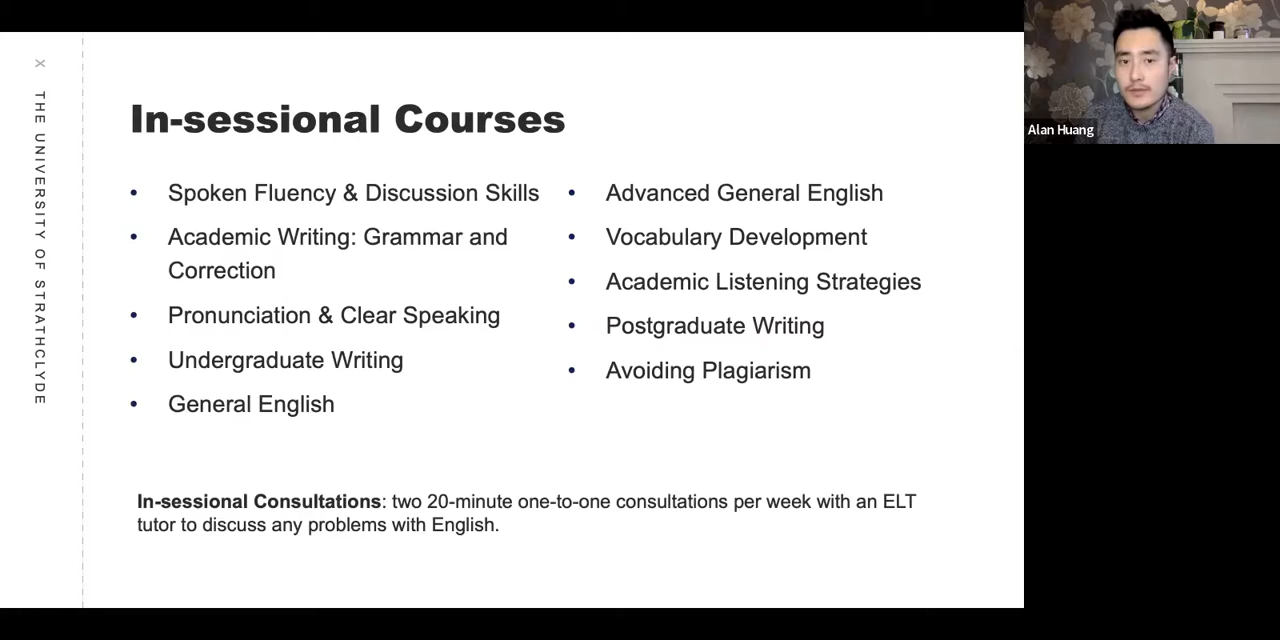 X THE UNIVERSITY OF STRATHCLYDE
In-sessional Courses
• Spoken Fluency & Discussion Skills
• Academic Writing: Grammar and
Correction
• Pronunciation & Clear Speaking
• Undergraduate Writing
• General English
• Advanced General English
• Vocabulary Development
• Academic Listening Strategies
• Postgraduate Writing
• Avoiding Plagiarism
In-sessional Consultations: two 20-minute one-to-one consultations per week with an ELT
tutor to discuss any problems with English.
Alan Huang